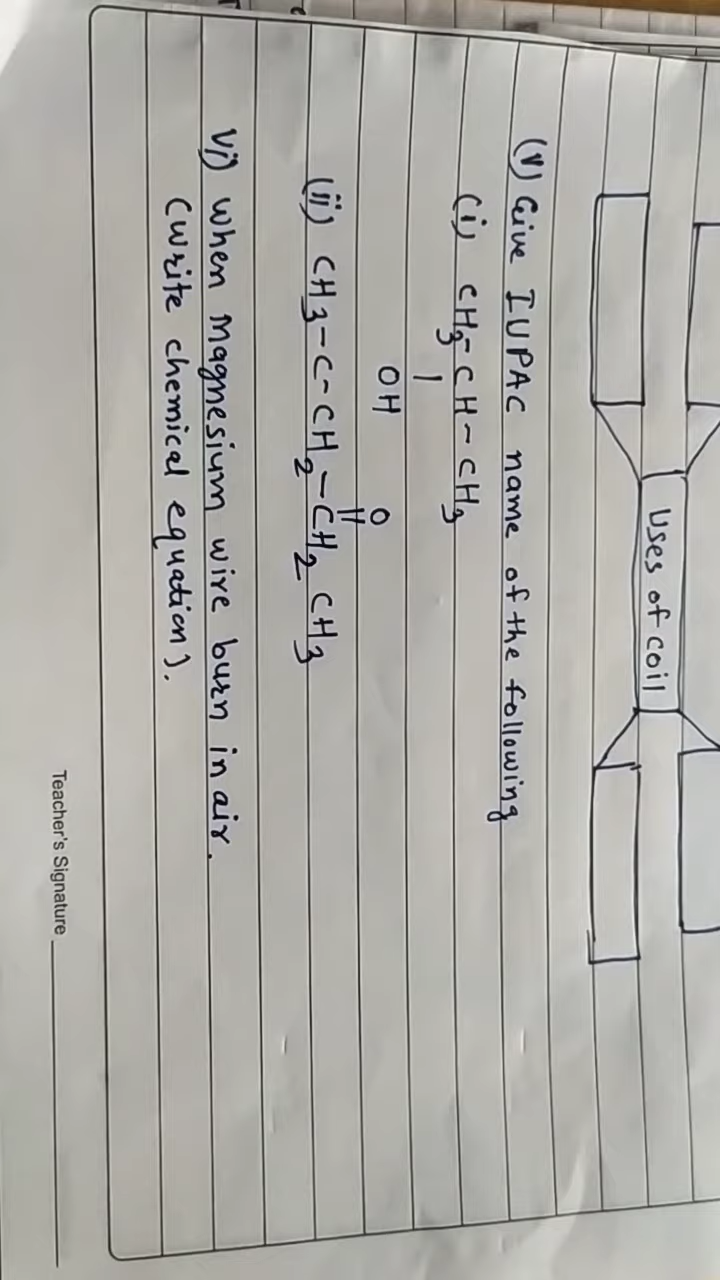 Uses of coil
(V) Give IUPAC name of the following
(i) CH3-CH-CH3
|
OH
O
||
(ii) CH3-C-CH2-CH2 CH3
Vi) When Magnesium wire burn in air.
(write chemical equation).
Teacher's Signature